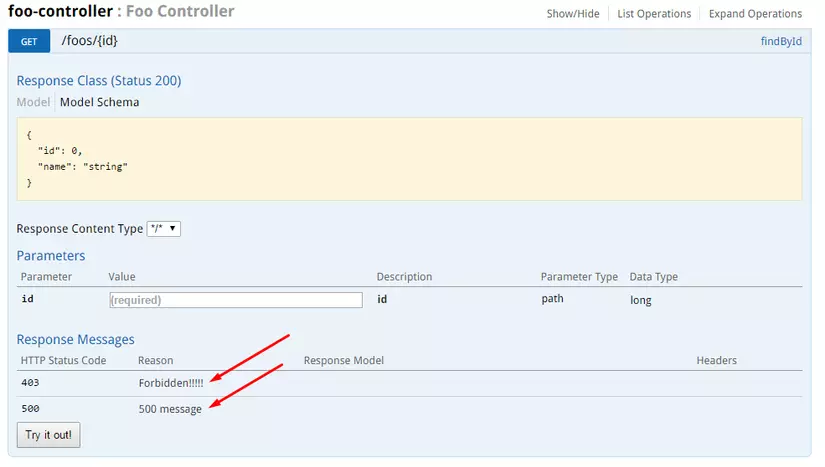 foo-controller : Foo Controller
Show/Hide List Operations Expand Operations
GET /foos/{id} findById
Response Class (Status 200)
Model Model Schema
{
"id": 0,
"name": "string"
}
Response Content Type */*
Parameters
Parameter Value Description Parameter Type Data Type
id (required) id path long
Response Messages
HTTP Status Code Reason Response Model Headers
403 Forbidden!!!!!
500 500 message
Try it out!